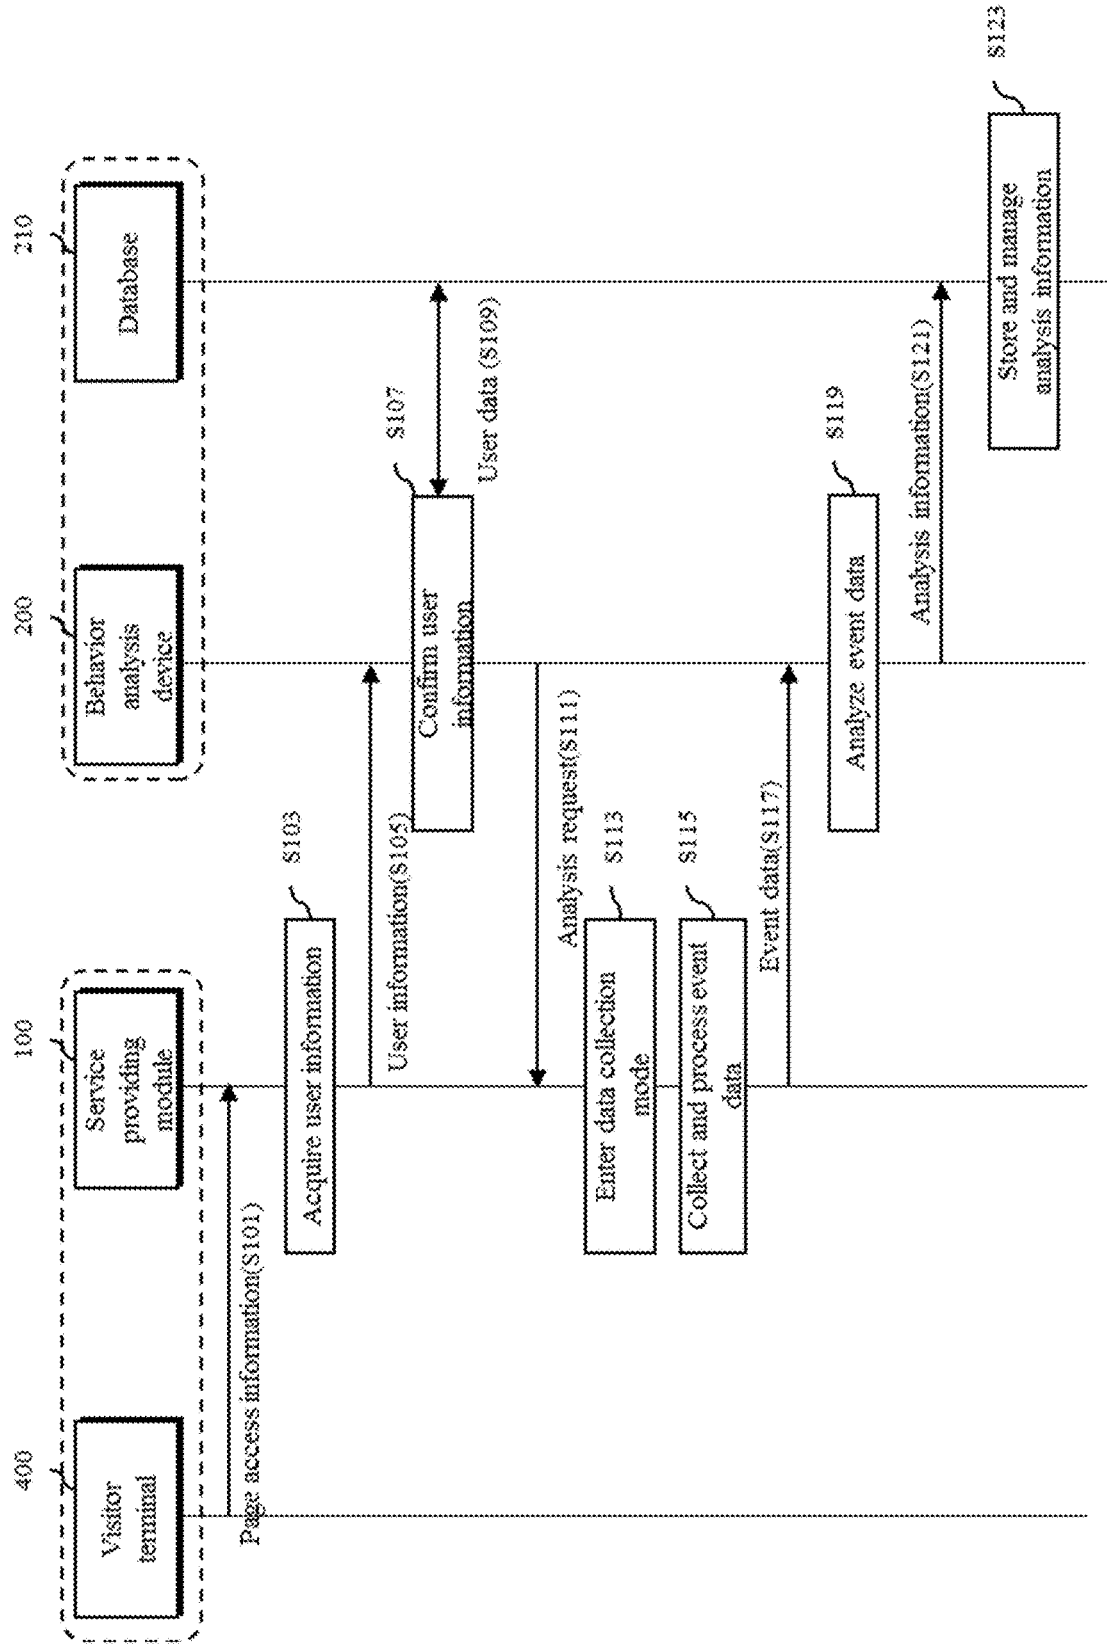 400
100
200
210
Visitor
terminal
Service
providing
module
Behavior
analysis
device
Database
Page access information(S101)
Acquire user information
S103
User information(S105)
Confirm user
information
S107
User data (S109)
Analysis request(S111)
Enter data collection
mode
S113
Collect and process event
data
S115
Event data(S117)
Analyze event data
S119
Analysis information(S121)
Store and manage
analysis information
S123